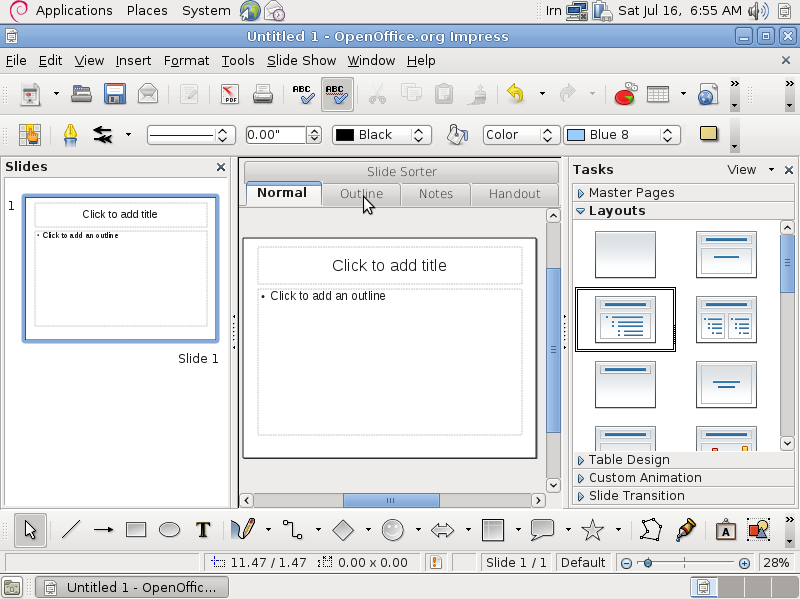 Applications Places System Irn Sat Jul 16, 6:55 AM
Untitled 1 - OpenOffice.org Impress
File Edit View Insert Format Tools Slide Show Window Help
PDF ABC ABC
0.00" Black Color Blue 8
Slides
1
Click to add title
Click to add an outline
Slide 1
Slide Sorter
Normal Outline Notes Handout
Click to add title
• Click to add an outline
Tasks View
Master Pages
Layouts
Table Design
Custom Animation
Slide Transition
T A
11.47 / 1.47 0.00 x 0.00 Slide 1 / 1 Default 28%
Untitled 1 - OpenOffic...